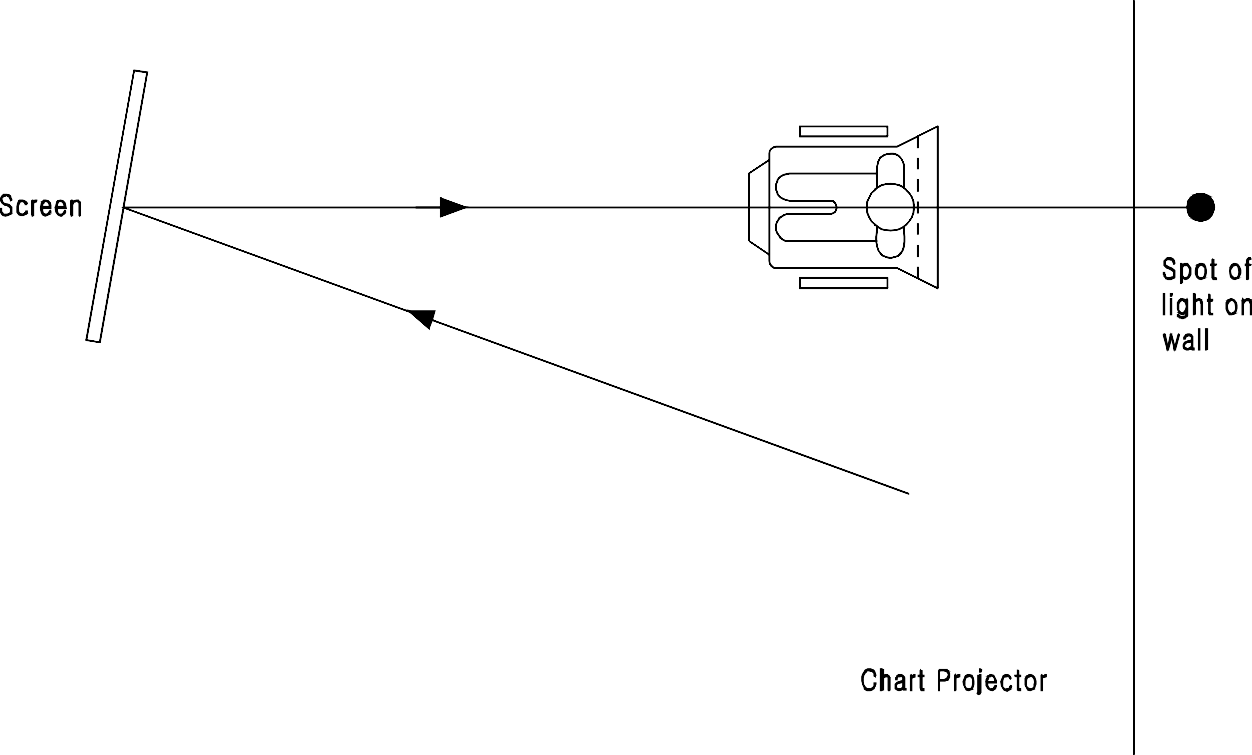 Screen
Spot of
light on
wall
Chart Projector